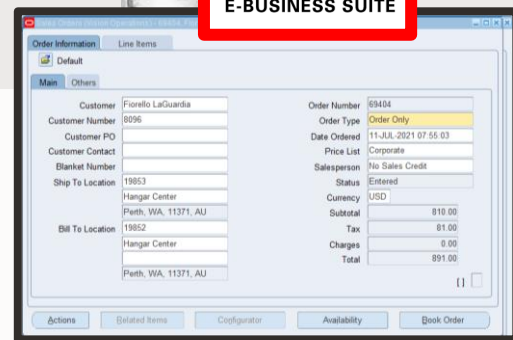 E-BUSINESS SUITE
Order Information Line Items
Default
Main Others
Customer Fiorello LaGuardia
Customer Number 8096
Customer PO
Customer Contact
Blanket Number
Ship To Location 19853
Hangar Center
Perth, WA, 11371, AU
Bill To Location 19852
Hangar Center
Perth, WA, 11371, AU
Order Number 69404
Order Type Order Only
Date Ordered 11-JUL-2021 07:55:03
Price List Corporate
Salesperson No Sales Credit
Status Entered
Currency USD
Subtotal 810.00
Tax 81.00
Charges 0.00
Total 891.00
[ ]
Actions Related Items Configurator Availability Book Order